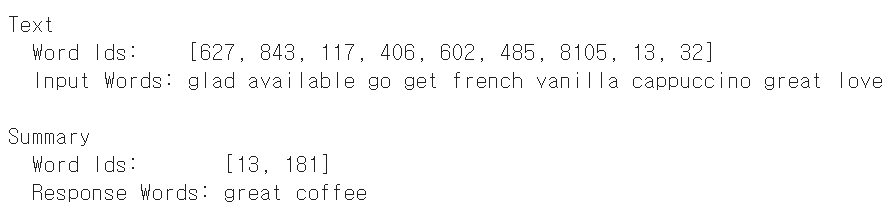 Text
Word Ids: [627, 843, 117, 406, 602, 485, 8105, 13, 32]
Input Words: glad available go get french vanilla cappuccino great love
Summary
Word Ids: [13, 181]
Response Words: great coffee